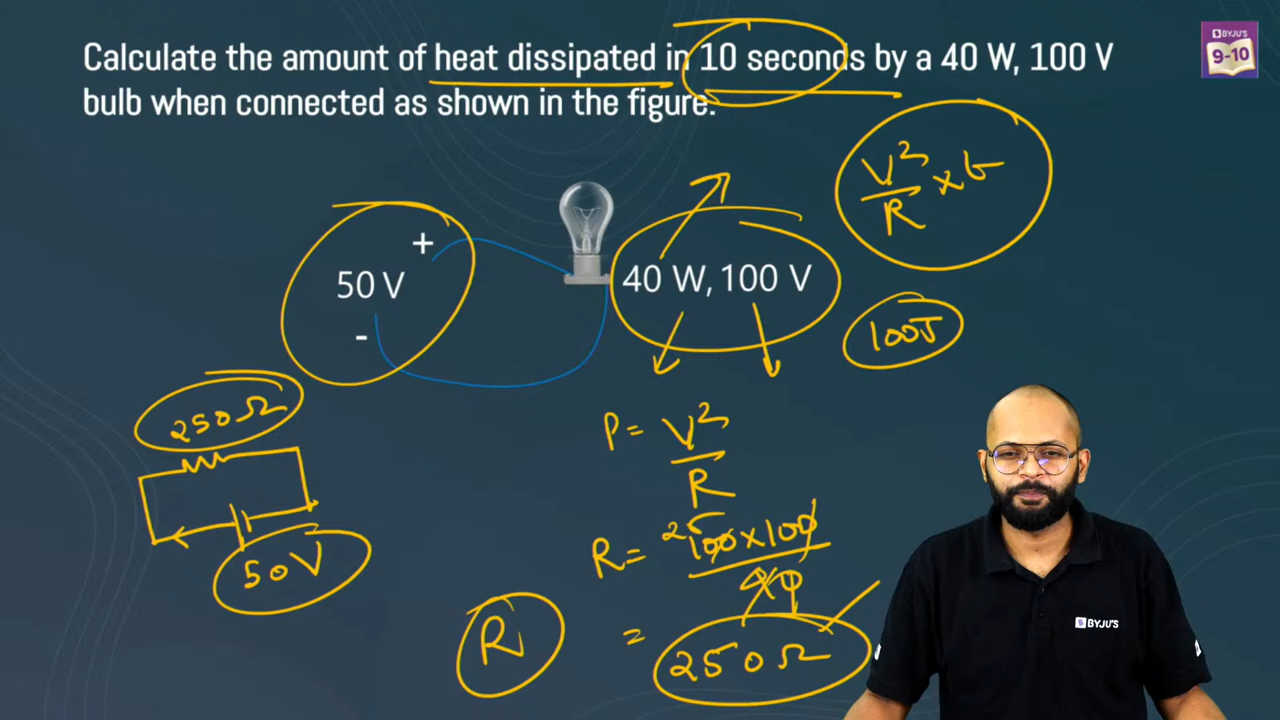 Calculate the amount of heat dissipated in 10 seconds by a 40 W, 100 V
bulb when connected as shown in the figure.
BYJU'S
9-10
V²/R × t
+
50 V
-
40 W, 100 V
100J
250Ω
50V
P = V²/R
R = 100×100/40
25
= 250Ω
R
BYJU'S